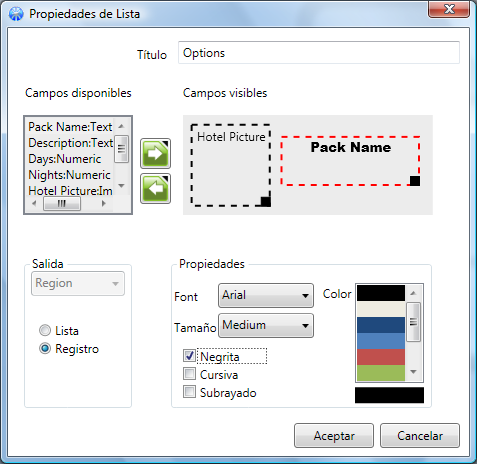 Propiedades de Lista
Título
Options
Campos disponibles
Campos visibles
Pack Name:Text
Description:Text
Days:Numeric
Nights:Numeric
Hotel Picture:Im
Hotel Picture
Pack Name
Salida
Region
Lista
Registro
Propiedades
Font
Arial
Color
Tamaño
Medium
Negrita
Cursiva
Subrayado
Aceptar
Cancelar